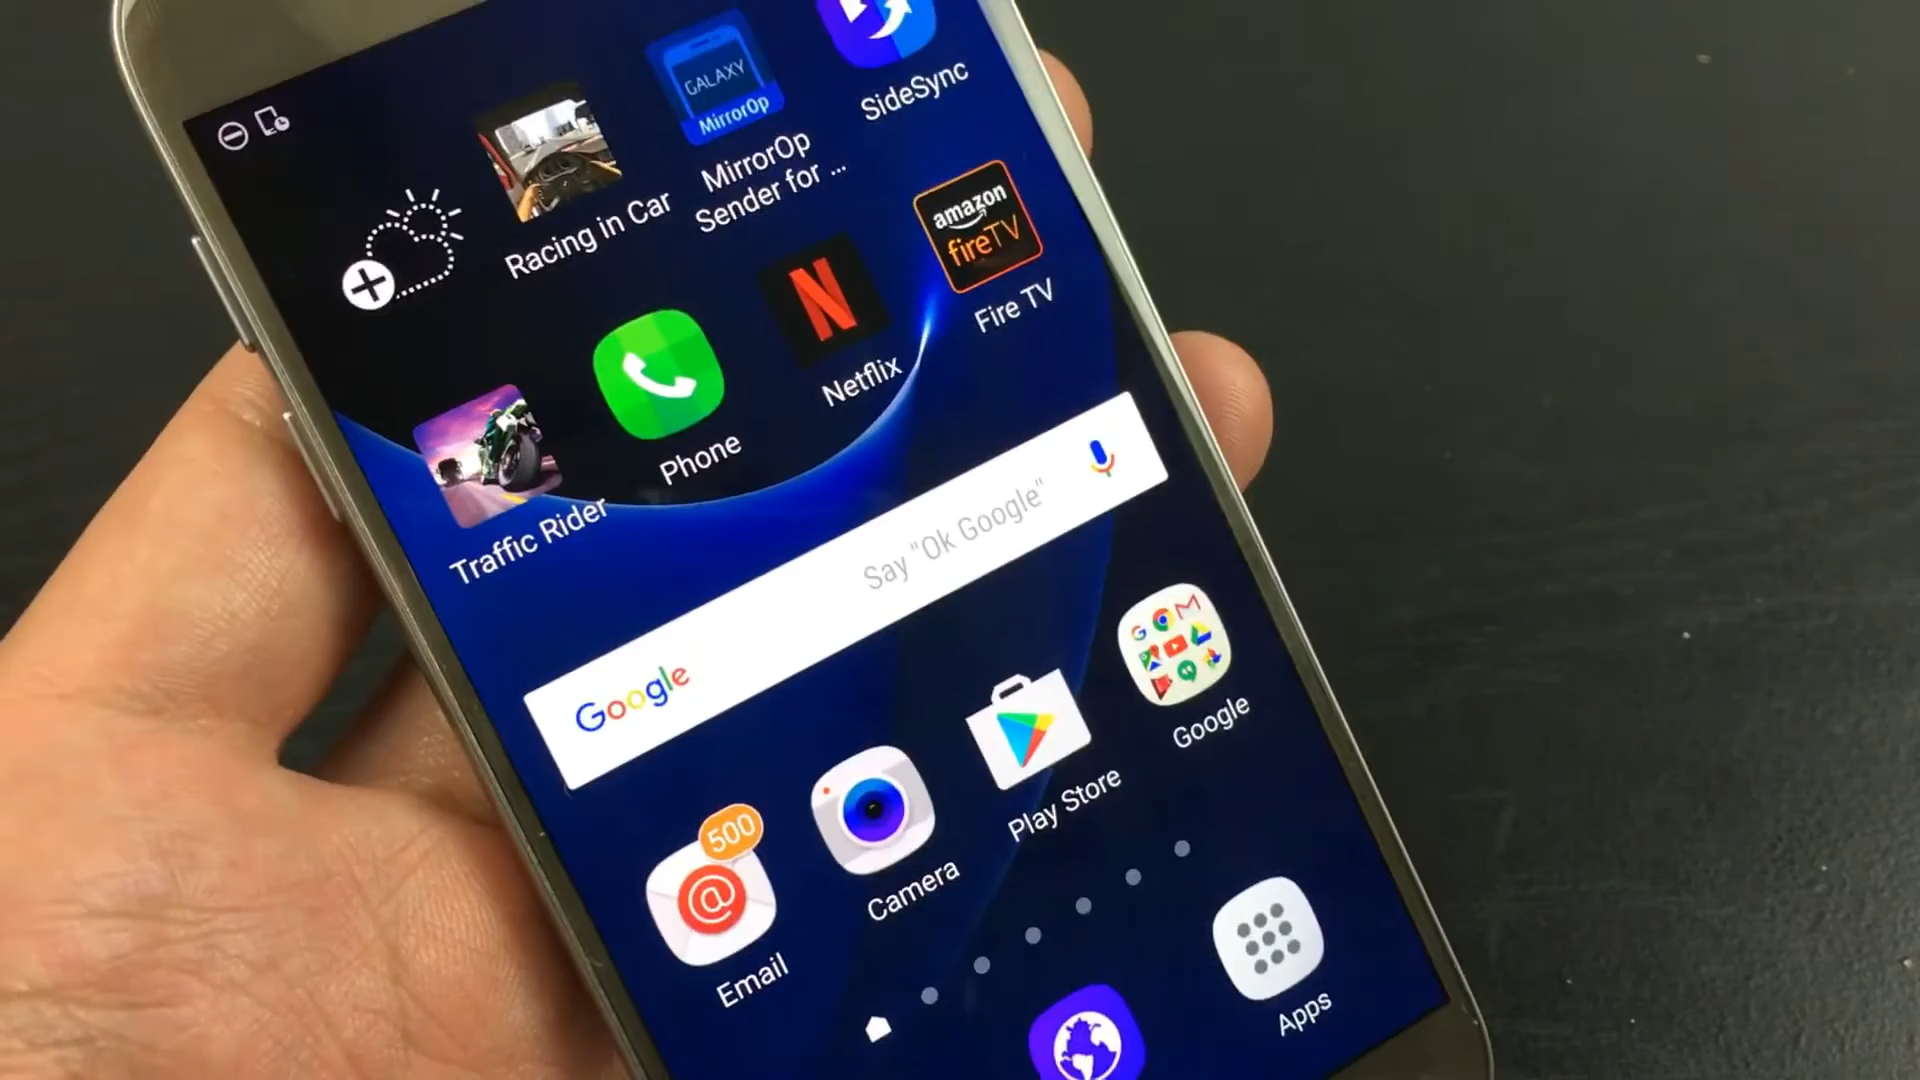 GALAXY
MirrorOp
SideSync
MirrorOp
Sender for ...
Racing in Car
amazon
fireTV
Fire TV
N
Netflix
Phone
Traffic Rider
Say "Ok Google"
Google
Google
Play Store
Camera
500
@
Email
Apps